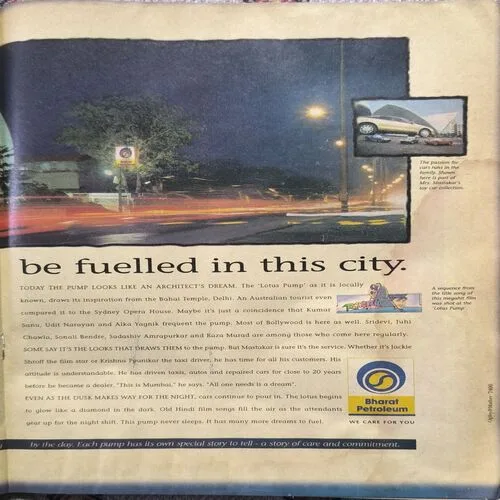 The passion for
cars runs in the
family. Shown
here is part of
Mrs. Mastakar's
toy car collection.
be fuelled in this city.
TODAY THE PUMP LOOKS LIKE AN ARCHITECT'S DREAM. The 'Lotus Pump' as it is locally
known, draws its inspiration from the Bahai Temple, Delhi. An Australian tourist even
compared it to the Sydney Opera House. Maybe it's just a coincidence that Kumar
Sanu, Udit Narayan and Alka Yagnik frequent the pump. Most of Bollywood is here as well. Sridevi, Juhi
Chawla, Sonali Bendre, Sadashiv Amrapurkar and Raza Murad are among those who come here regularly.
SOME SAY IT'S THE LOOKS THAT DRAWS THEM to the pump. But Mastakar is sure it's the service. Whether it's Jackie
Shroff the film star or Krishna Pyunikar the taxi driver, he has time for all his customers. His
attitude is understandable. He has driven taxis, autos and repaired cars for close to 20 years
before he became a dealer. "This is Mumbai," he says. "All one needs is a dream".
EVEN AS THE DUSK MAKES WAY FOR THE NIGHT, cars continue to pour in. The lotus begins
to glow like a diamond in the dark. Old Hindi film songs fill the air as the attendants
gear up for the night shift. This pump never sleeps. It has many more dreams to fuel.
A sequence from
the title song of
this megahit film
was shot at the
'Lotus Pump'
Bharat
Petroleum
WE CARE FOR YOU
by the day. Each pump has its own special story to tell - a story of care and commitment.